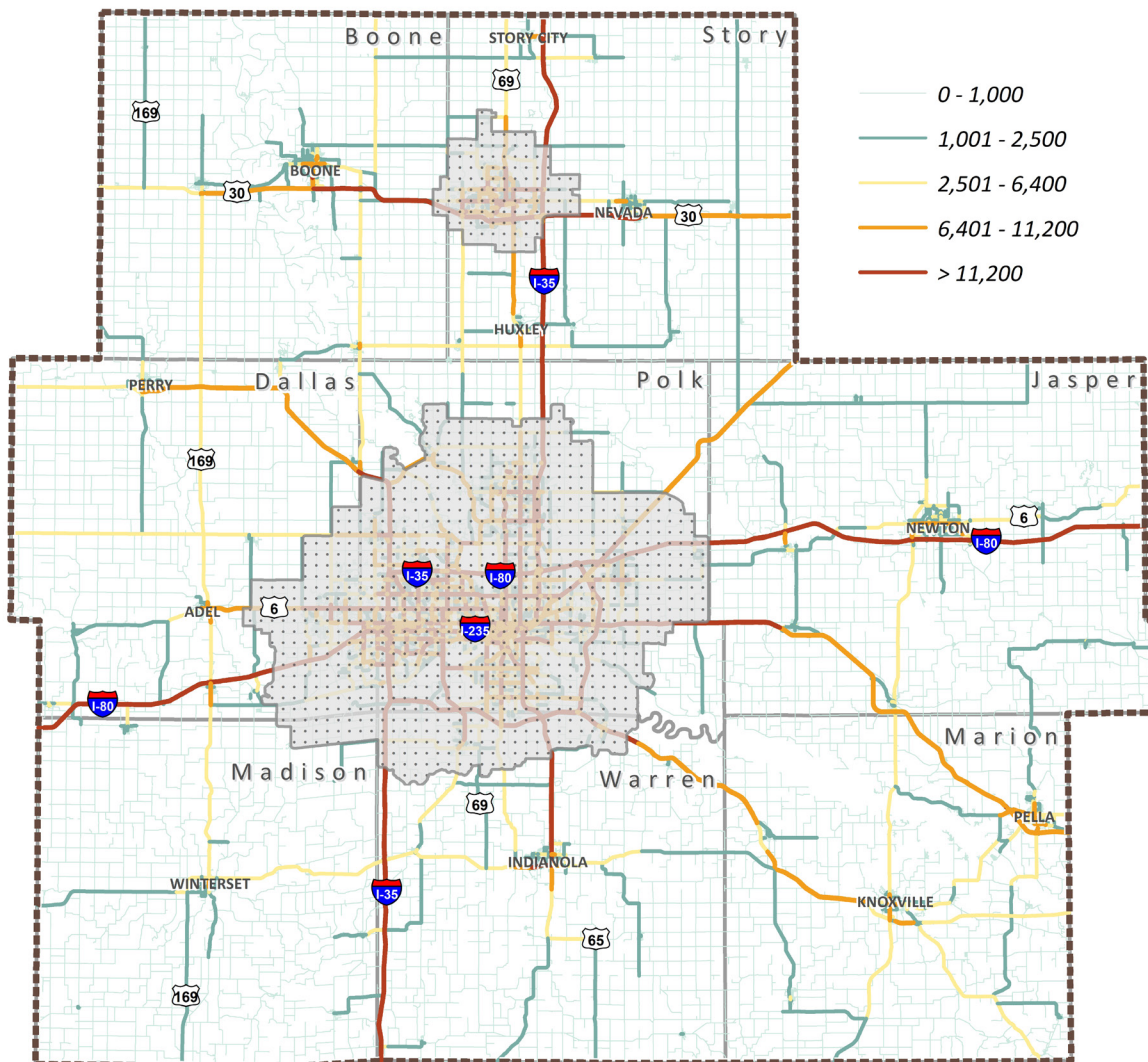 Boone
STORY CITY
Story
69
169
0 - 1,000
1,001 - 2,500
2,501 - 6,400
6,401 - 11,200
> 11,200
BOONE
30
NEVADA
30
I-35
HUXLEY
PERRY
Dallas
Polk
Jasper
169
NEWTON
6
I-80
I-35
I-80
ADEL
6
I-235
I-80
Madison
Warren
Marion
69
PELLA
WINTERSET
I-35
INDIANOLA
KNOXVILLE
65
169